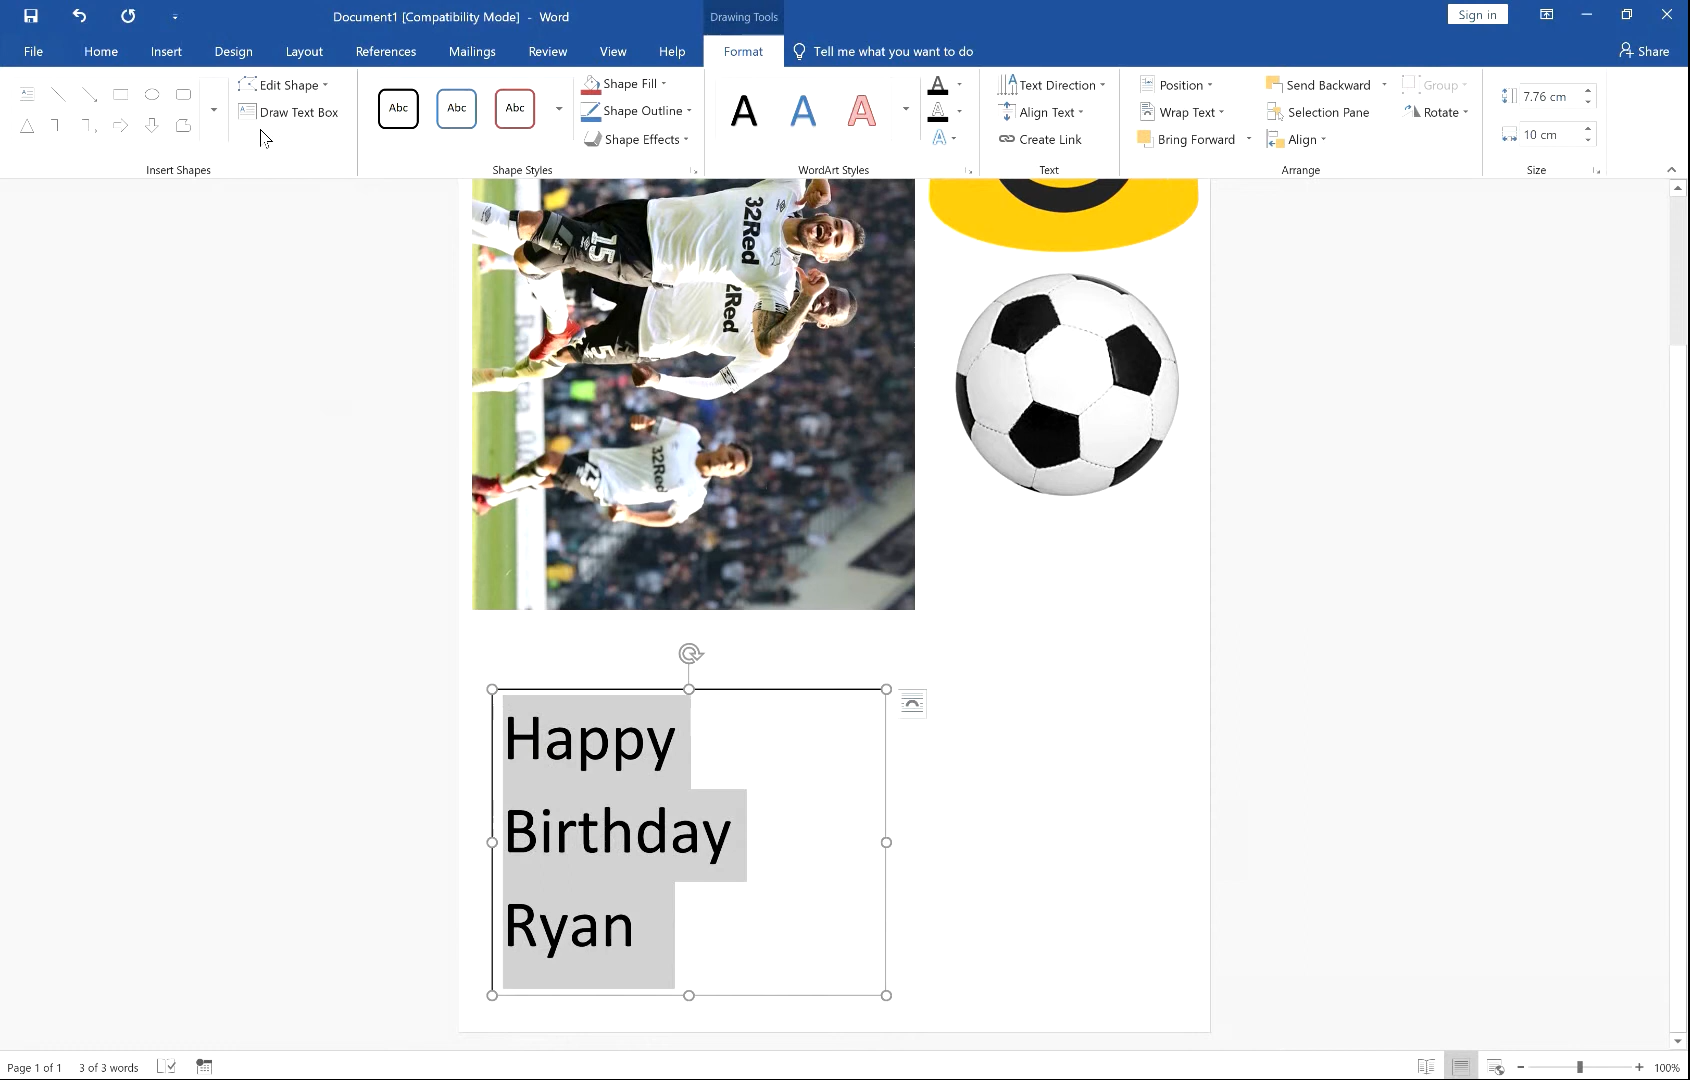 Document1 [Compatibility Mode] - Word
Drawing Tools
Sign in
File
Home
Insert
Design
Layout
References
Mailings
Review
View
Help
Format
Tell me what you want to do
Share
Edit Shape
Draw Text Box
Insert Shapes
Abc
Abc
Abc
Shape Fill
Shape Outline
Shape Effects
Shape Styles
A
A
A
WordArt Styles
Text Direction
Align Text
Create Link
Text
Position
Wrap Text
Bring Forward
Send Backward
Selection Pane
Align
Group
Rotate
Arrange
7.76 cm
10 cm
Size
32Red
15
32Red
5
32Red
Happy
Birthday
Ryan
Page 1 of 1
3 of 3 words
100%